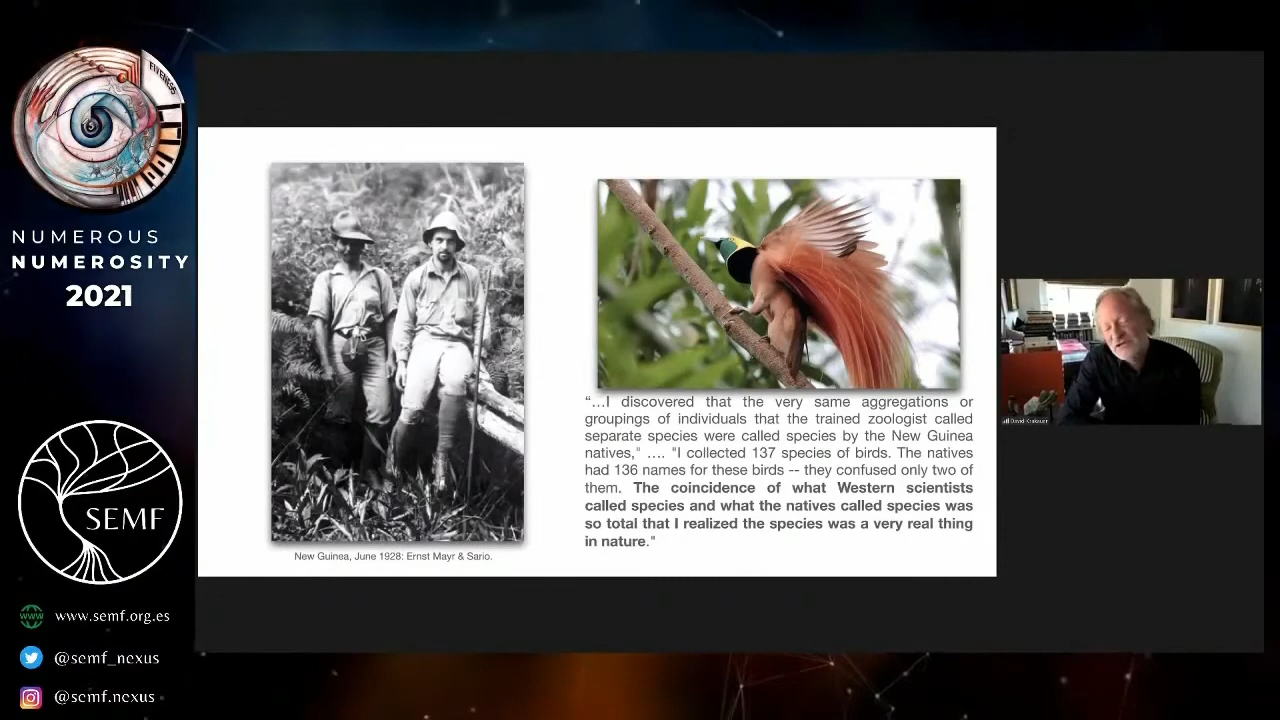 FIVENESS
NUMEROUS
NUMEROSITY
2021
SEMF
www.semf.org.es
@semf_nexus
@semf.nexus
New Guinea, June 1928: Ernst Mayr & Sario.
“…I discovered that the very same aggregations or
groupings of individuals that the trained zoologist called
separate species were called species by the New Guinea
natives," …. "I collected 137 species of birds. The natives
had 136 names for these birds -- they confused only two of
them. The coincidence of what Western scientists
called species and what the natives called species was
so total that I realized the species was a very real thing
in nature."
David Krakauer